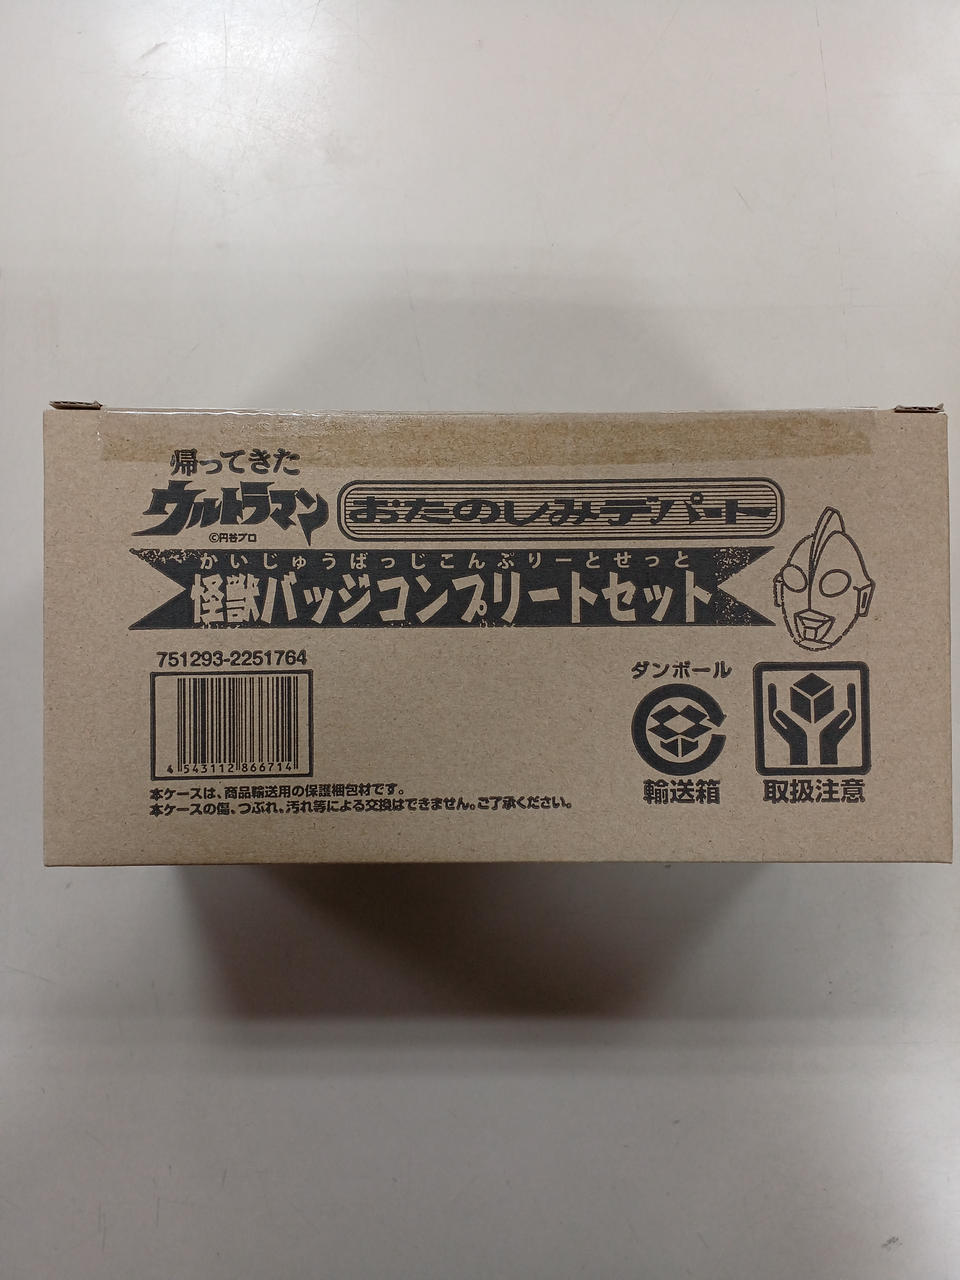 帰ってきた
ウルトラマン
©円谷プロ
おたのしみデパート
かいじゅうばっじこんぷりーとせっと
怪獣バッジコンプリートセット
751293-2251764
4 543112 866714
本ケースは、商品輸送用の保護梱包材です。
本ケースの傷、つぶれ、汚れ等による交換はできません。ご了承ください。
ダンボール
輸送箱
取扱注意